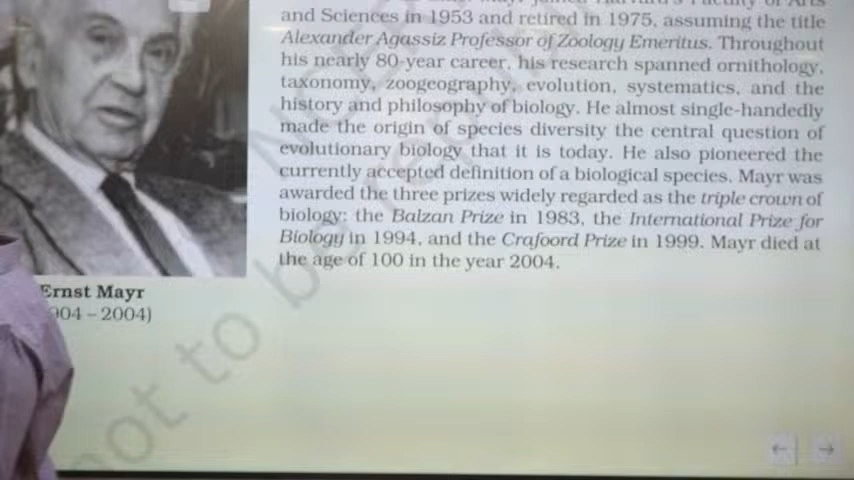 and Sciences in 1953 and retired in 1975, assuming the title
Alexander Agassiz Professor of Zoology Emeritus. Throughout
his nearly 80-year career, his research spanned ornithology,
taxonomy, zoogeography, evolution, systematics, and the
history and philosophy of biology. He almost single-handedly
made the origin of species diversity the central question of
evolutionary biology that it is today. He also pioneered the
currently accepted definition of a biological species. Mayr was
awarded the three prizes widely regarded as the triple crown of
biology: the Balzan Prize in 1983, the International Prize for
Biology in 1994, and the Crafoord Prize in 1999. Mayr died at
the age of 100 in the year 2004.
Ernst Mayr
904 – 2004)
not to be